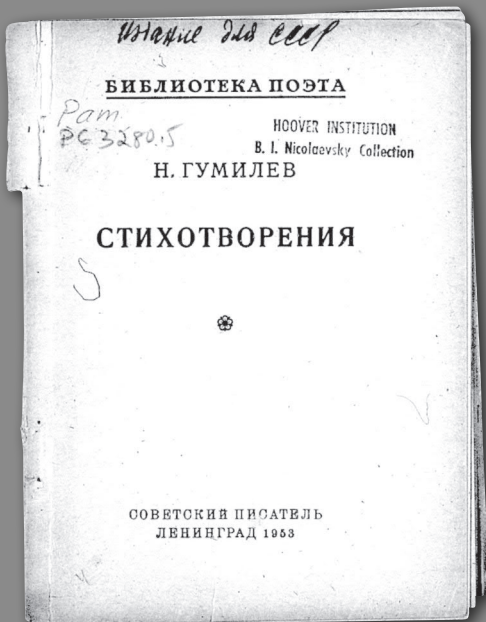 издание для СССР
БИБЛИОТЕКА ПОЭТА
Pam.
PG3280.5
HOOVER INSTITUTION
B. I. Nicolaevsky Collection
Н. ГУМИЛЕВ
СТИХОТВОРЕНИЯ
СОВЕТСКИЙ ПИСАТЕЛЬ
ЛЕНИНГРАД 1953